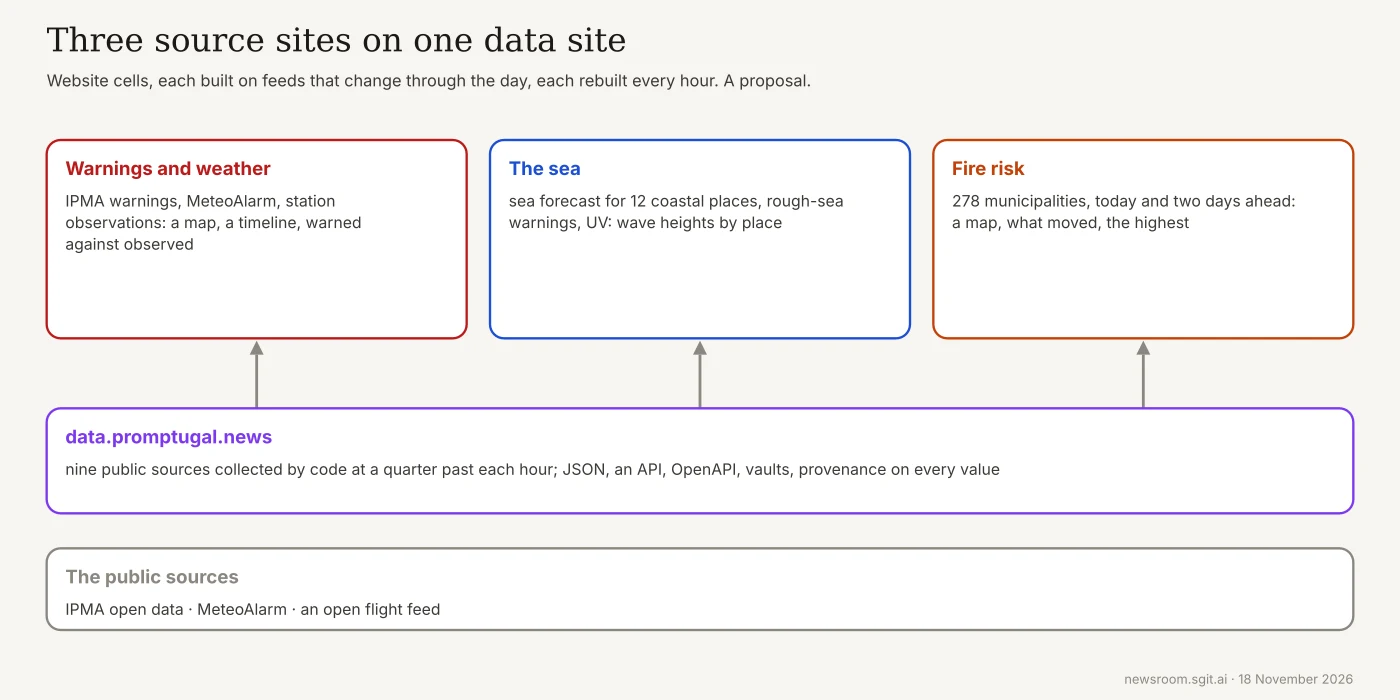 Three source sites on one data site
Website cells, each built on feeds that change through the day, each rebuilt every hour. A proposal.
Warnings and weather
IPMA warnings, MeteoAlarm, station
observations: a map, a timeline, warned
against observed
The sea
sea forecast for 12 coastal places, rough-sea
warnings, UV: wave heights by place
Fire risk
278 municipalities, today and two days ahead:
a map, what moved, the highest
data.promptugal.news
nine public sources collected by code at a quarter past each hour; JSON, an API, OpenAPI, vaults, provenance on every value
The public sources
IPMA open data · MeteoAlarm · an open flight feed
newsroom.sgit.ai · 18 November 2026